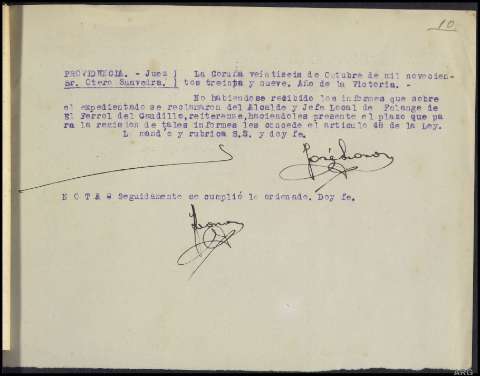 10
PROVIDENCIA. - Juez ) La Coruña veintiseis de Octubre de mil novecien-
sr. Otero Saavedra. ) tos treinta y nueve. Año de la Victoria. -
No habiendose recibido los informes que sobre
el expedientado se reclamaron del Alcalde y Jefe Local de Falange de
El Ferrol del Caudillo, reiterense, haciendoles presente el plazo que pa
ra la remision de tales informes les concede el articulo 48 de la Ley.
Lo mandó y rubrica S.S. y doy fe.
N O T A = Seguidamente se cumplió lo ordenado. Doy fe.
ARG